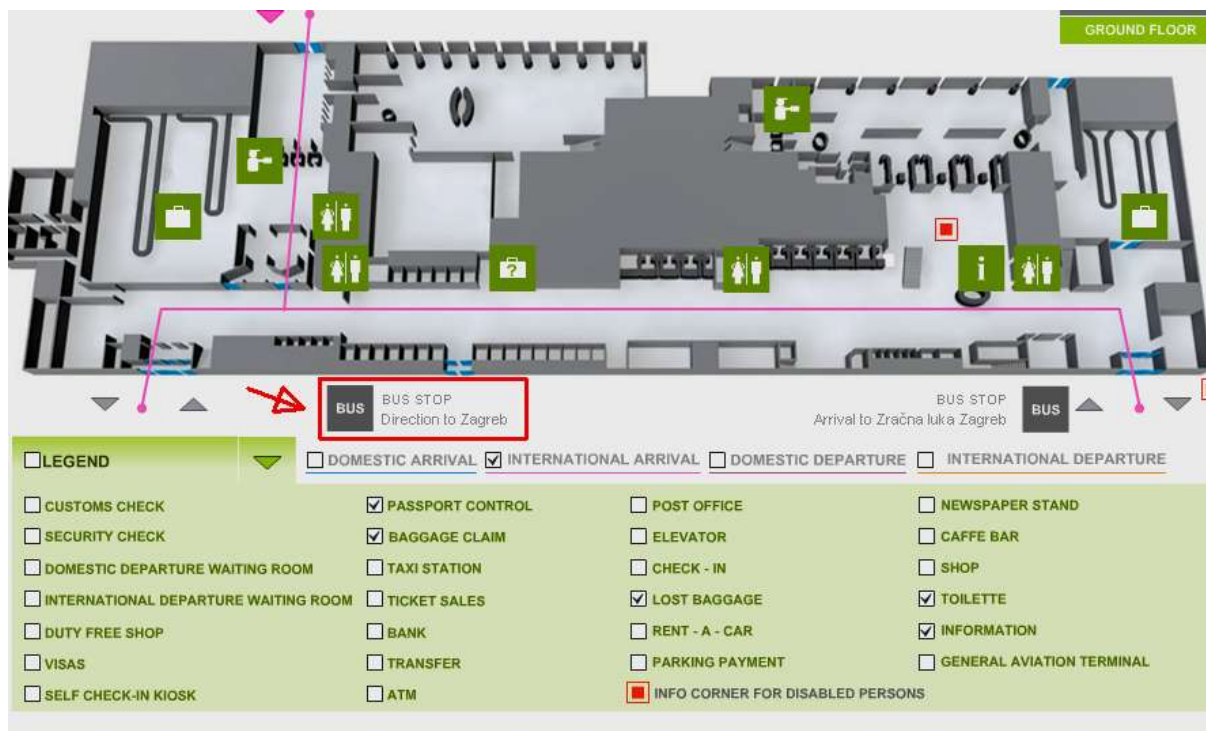 GROUND FLOOR
?
i
BUS
BUS STOP
Direction to Zagreb
BUS STOP
Arrival to Zračna luka Zagreb
BUS
LEGEND
DOMESTIC ARRIVAL
INTERNATIONAL ARRIVAL
DOMESTIC DEPARTURE
INTERNATIONAL DEPARTURE
CUSTOMS CHECK
PASSPORT CONTROL
POST OFFICE
NEWSPAPER STAND
SECURITY CHECK
BAGGAGE CLAIM
ELEVATOR
CAFFE BAR
DOMESTIC DEPARTURE WAITING ROOM
TAXI STATION
CHECK - IN
SHOP
INTERNATIONAL DEPARTURE WAITING ROOM
TICKET SALES
LOST BAGGAGE
TOILETTE
DUTY FREE SHOP
BANK
RENT - A - CAR
INFORMATION
VISAS
TRANSFER
PARKING PAYMENT
GENERAL AVIATION TERMINAL
SELF CHECK-IN KIOSK
ATM
INFO CORNER FOR DISABLED PERSONS